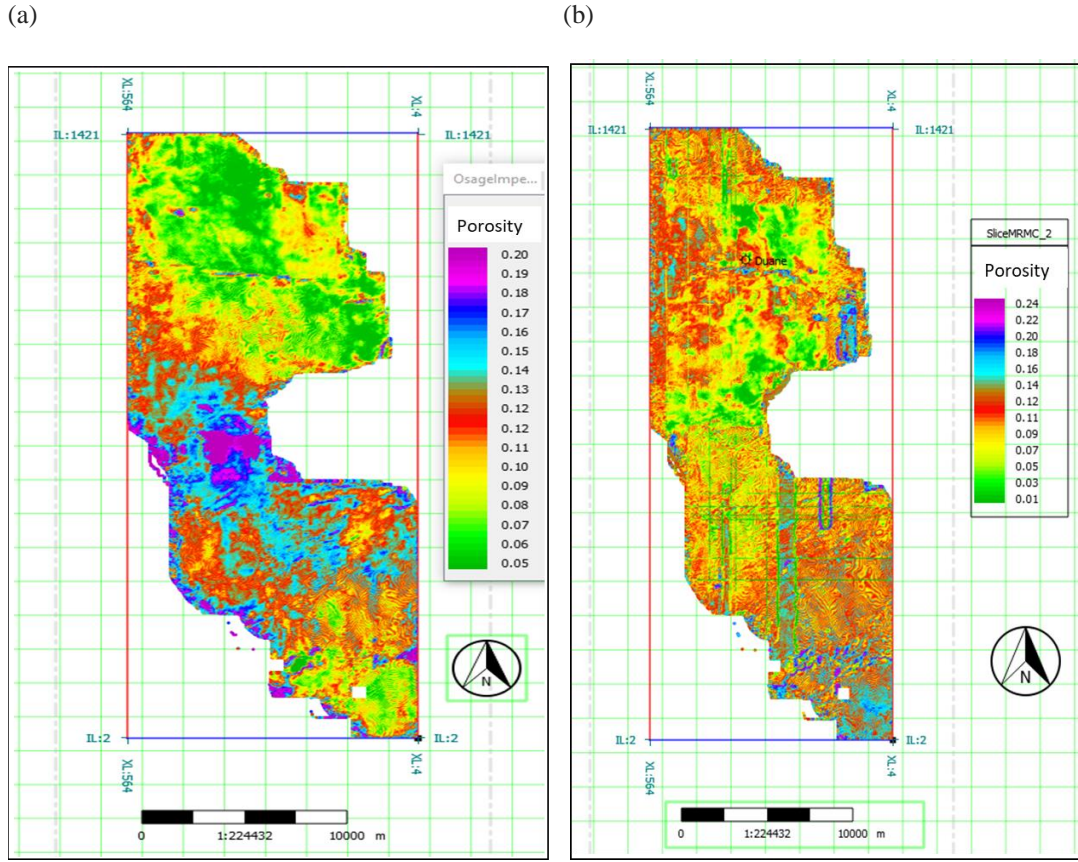 (a)
(b)
XL:564
XL:4
IL:1421
IL:1421
OsageImpe...
Porosity
0.20
0.19
0.18
0.17
0.16
0.15
0.14
0.13
0.12
0.12
0.11
0.10
0.09
0.08
0.07
0.06
0.05
N
IL:2
IL:2
XL:564
XL:4
0 1:224432 10000 m
XL:564
XL:4
IL:1421
IL:1421
Duane
SliceMRMC_2
Porosity
0.24
0.22
0.20
0.18
0.16
0.14
0.12
0.11
0.09
0.07
0.05
0.03
0.01
N
IL:2
IL:2
XL:564
XL:4
0 1:224432 10000 m